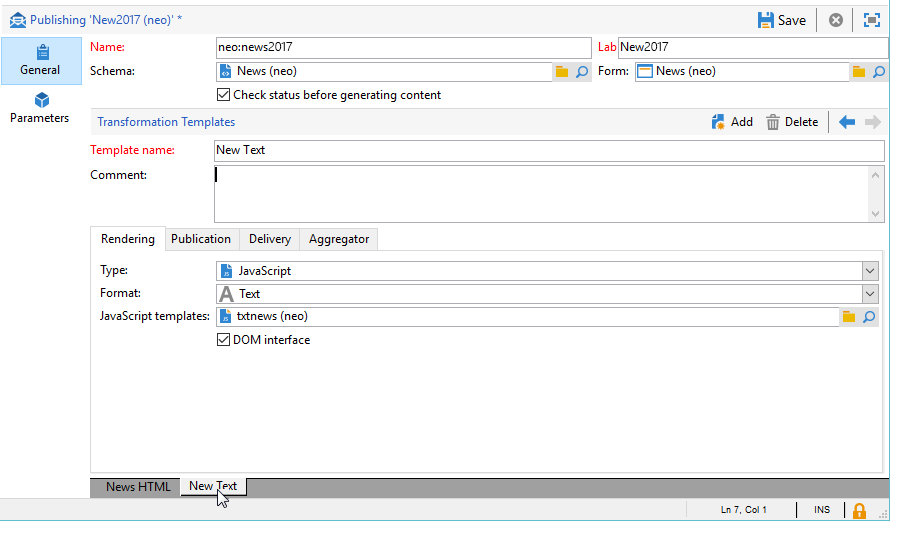 Publishing 'New2017 (neo)' *
Save
General
Parameters
Name: neo:news2017 Lab New2017
Schema: News (neo) Form: News (neo)
Check status before generating content
Transformation Templates Add Delete
Template name: New Text
Comment:
Rendering Publication Delivery Aggregator
Type: JS JavaScript
Format: A Text
JavaScript templates: JS txtnews (neo)
DOM interface
News HTML New Text
Ln 7, Col 1 INS